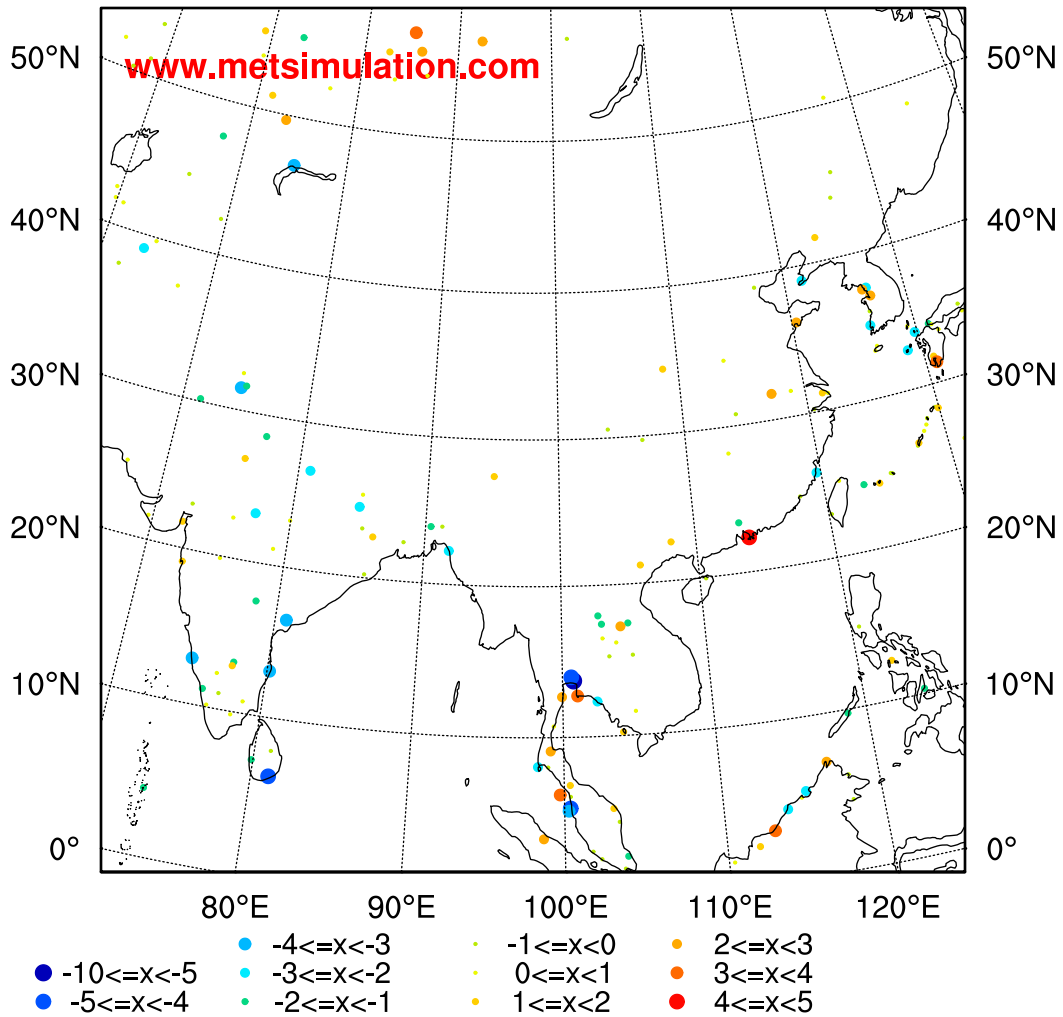 50°N 50°N
www.metsimulation.com
40°N 40°N
30°N 30°N
20°N 20°N
10°N 10°N
0° 0°
80°E 90°E 100°E 110°E 120°E
-4<=x<-3 -1<=x<0 2<=x<3
-10<=x<-5 -3<=x<-2 0<=x<1 3<=x<4
-5<=x<-4 -2<=x<-1 1<=x<2 4<=x<5